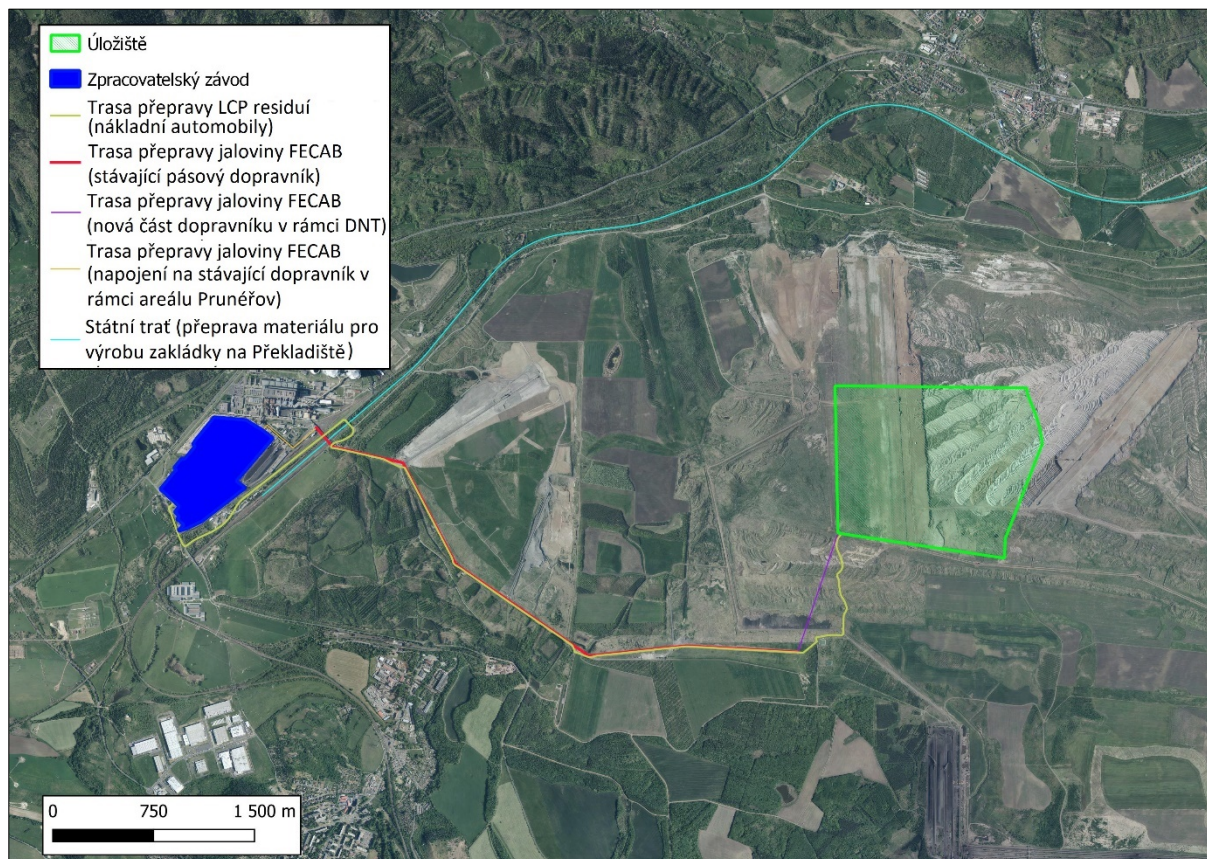 Úložiště
Zpracovatelský závod
Trasa přepravy LCP residuí
(nákladní automobily)
Trasa přepravy jaloviny FECAB
(stávající pásový dopravník)
Trasa přepravy jaloviny FECAB
(nová část dopravníku v rámci DNT)
Trasa přepravy jaloviny FECAB
(napojení na stávající dopravník v
rámci areálu Prunéřov)
Státní trať (přeprava materiálu pro
výrobu zakládky na Překladiště)
0 750 1 500 m